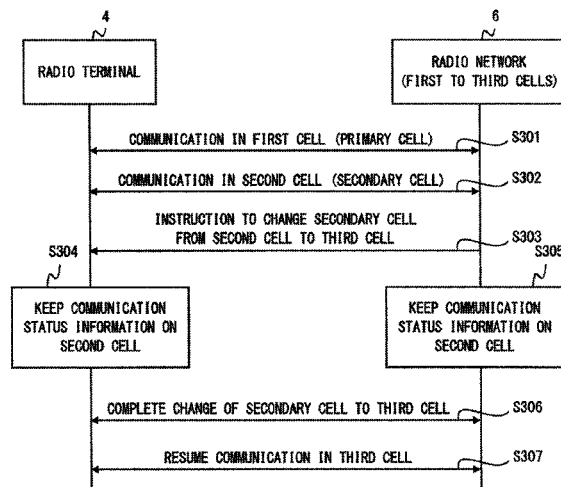 4
6
RADIO TERMINAL
RADIO NETWORK
(FIRST TO THIRD CELLS)
COMMUNICATION IN FIRST CELL (PRIMARY CELL)
S301
COMMUNICATION IN SECOND CELL (SECONDARY CELL)
S302
INSTRUCTION TO CHANGE SECONDARY CELL
FROM SECOND CELL TO THIRD CELL
S303
S304
S305
KEEP COMMUNICATION
STATUS INFORMATION ON
SECOND CELL
KEEP COMMUNICATION
STATUS INFORMATION ON
SECOND CELL
COMPLETE CHANGE OF SECONDARY CELL TO THIRD CELL
S306
RESUME COMMUNICATION IN THIRD CELL
S307